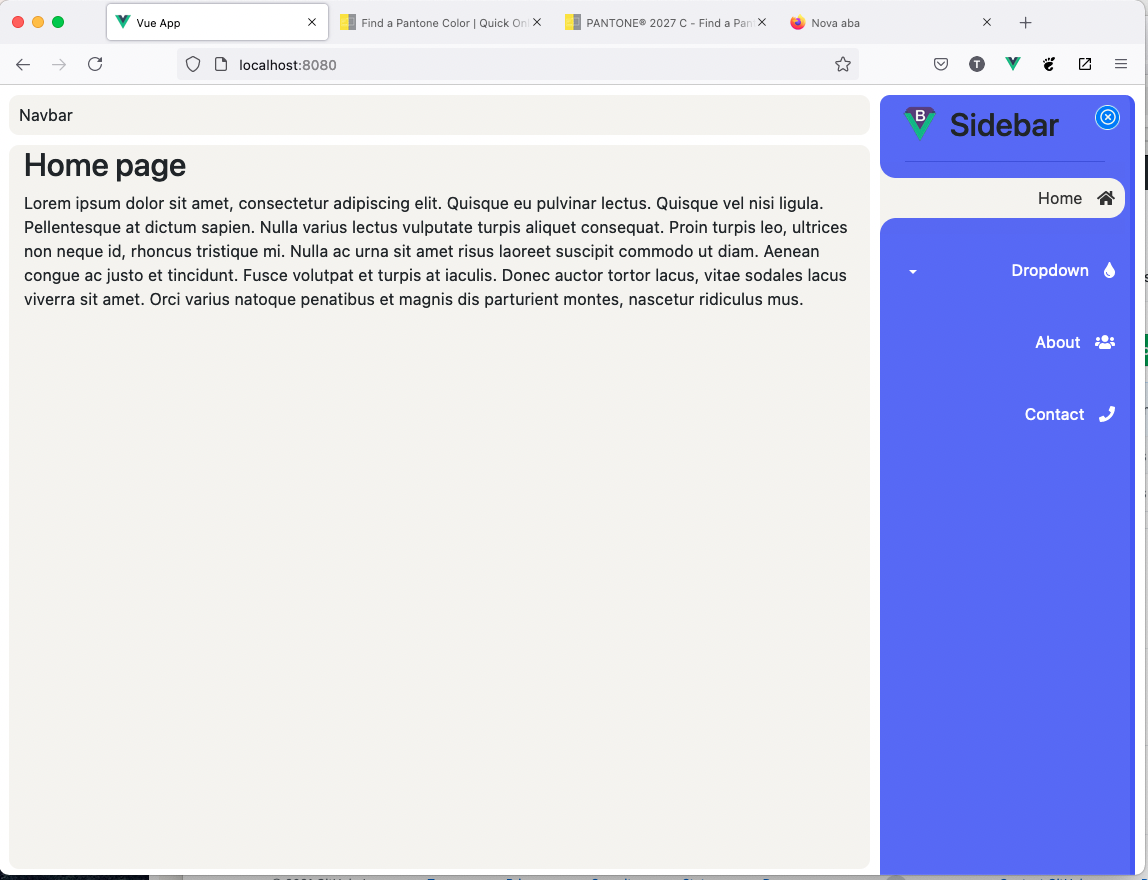 Vue App
Find a Pantone Color | Quick Onl
PANTONE® 2027 C - Find a Pan
Nova aba
localhost:8080
T
Navbar
B
Sidebar
Home page
Lorem ipsum dolor sit amet, consectetur adipiscing elit. Quisque eu pulvinar lectus. Quisque vel nisi ligula.
Pellentesque at dictum sapien. Nulla varius lectus vulputate turpis aliquet consequat. Proin turpis leo, ultrices
non neque id, rhoncus tristique mi. Nulla ac urna sit amet risus laoreet suscipit commodo ut diam. Aenean
congue ac justo et tincidunt. Fusce volutpat et turpis at iaculis. Donec auctor tortor lacus, vitae sodales lacus
viverra sit amet. Orci varius natoque penatibus et magnis dis parturient montes, nascetur ridiculus mus.
Home
Dropdown
About
Contact